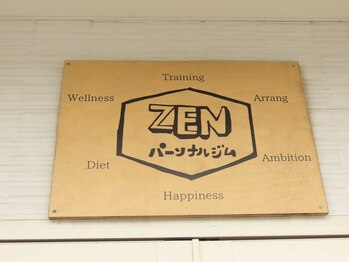 Training
Wellness
Arrang
ZEN
パーソナルジム
Diet
Ambition
Happiness